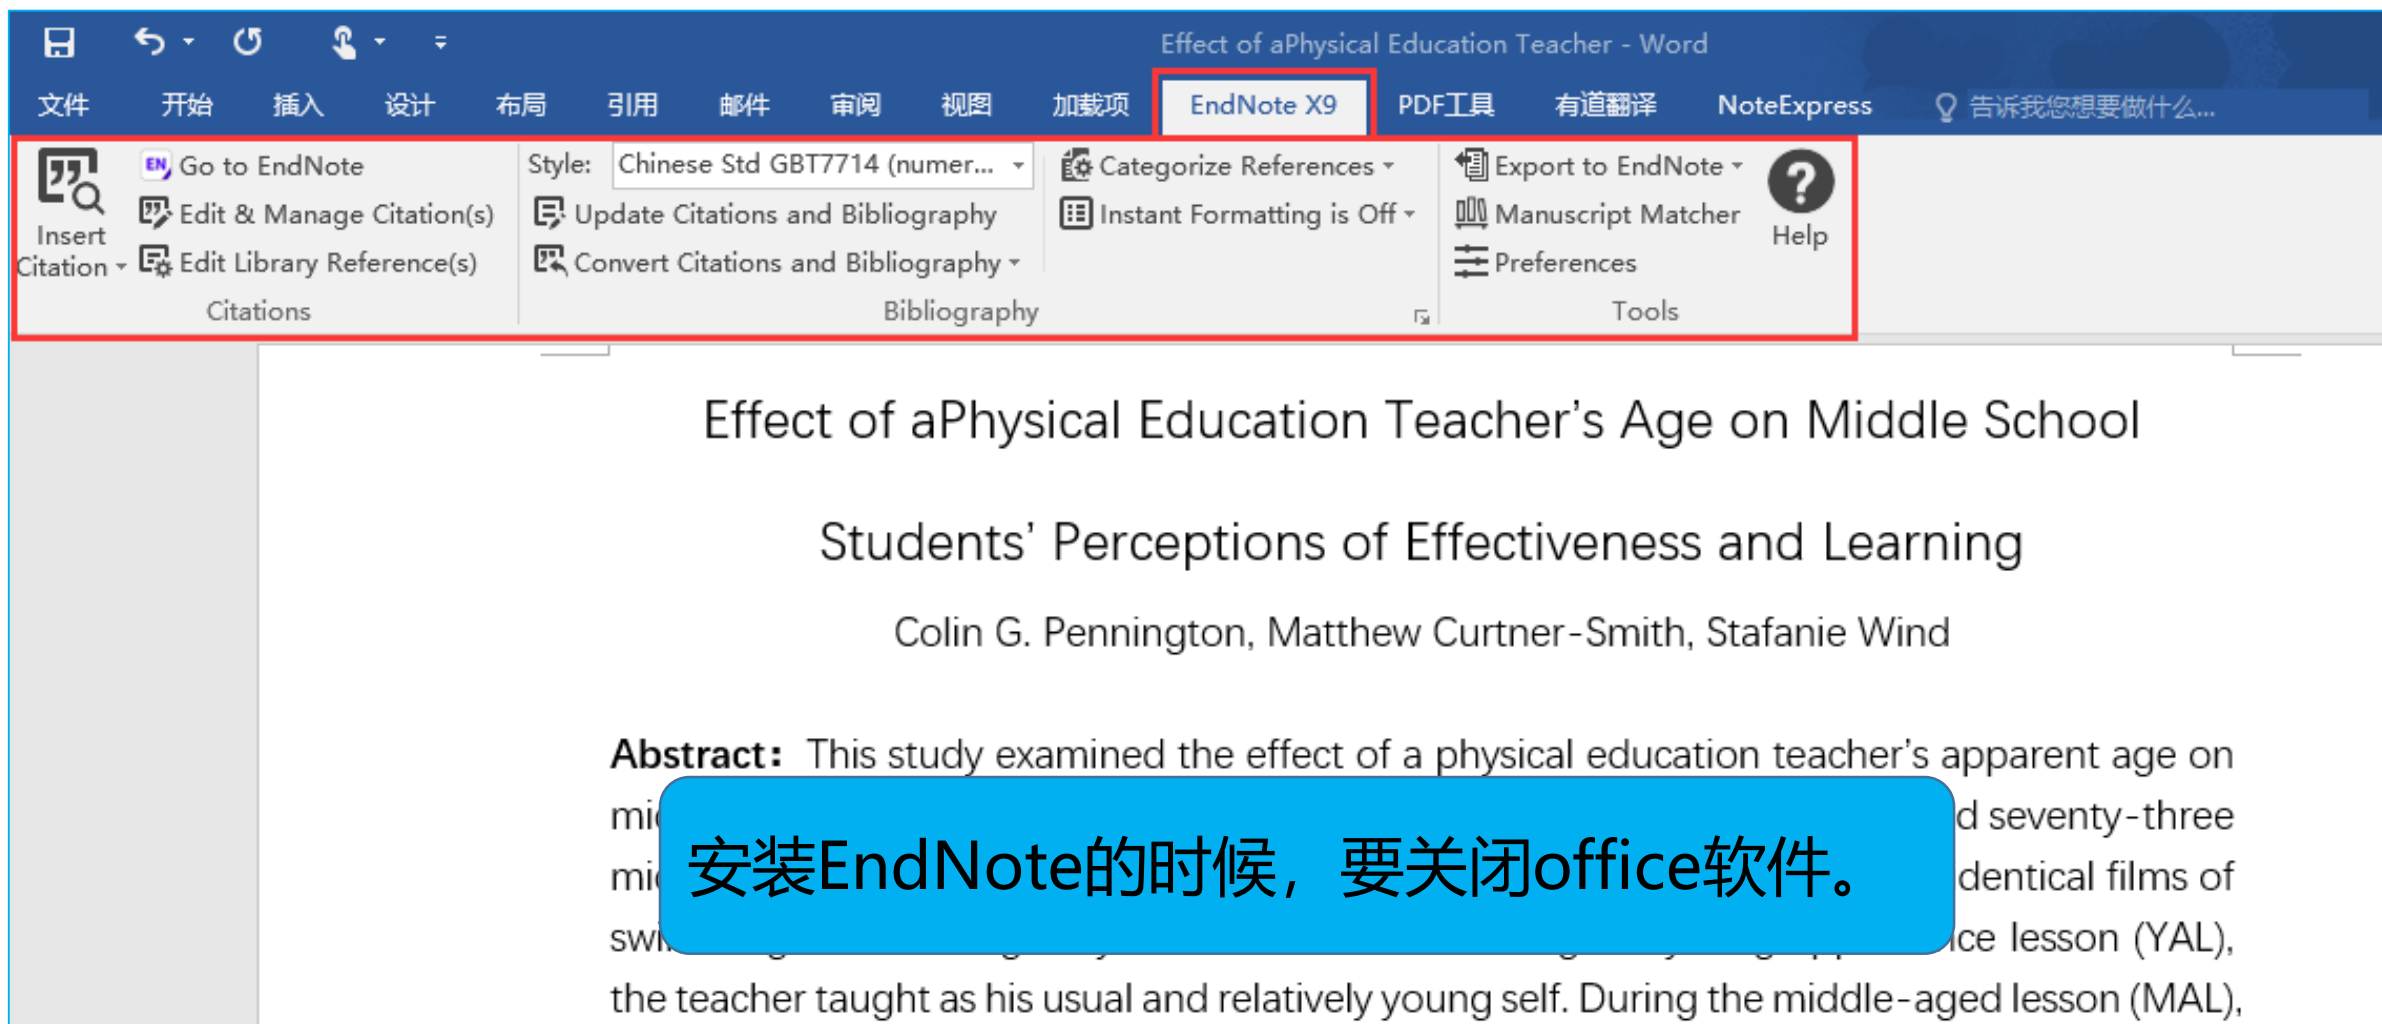 Effect of aPhysical Education Teacher - Word
文件 开始 插入 设计 布局 引用 邮件 审阅 视图 加载项 EndNote X9 PDF工具 有道翻译 NoteExpress 告诉我您想要做什么...
Insert
Citation
EN Go to EndNote
Edit & Manage Citation(s)
Edit Library Reference(s)
Citations
Style: Chinese Std GBT7714 (numer...
Update Citations and Bibliography
Convert Citations and Bibliography
Categorize References
Instant Formatting is Off
Bibliography
Export to EndNote
Manuscript Matcher
Preferences
Tools
Help
Effect of aPhysical Education Teacher's Age on Middle School
Students' Perceptions of Effectiveness and Learning
Colin G. Pennington, Matthew Curtner-Smith, Stafanie Wind
Abstract: This study examined the effect of a physical education teacher's apparent age on
seventy-three
films of
lesson (YAL),
the teacher taught as his usual and relatively young self. During the middle-aged lesson (MAL),
安装EndNote的时候，要关闭office软件。